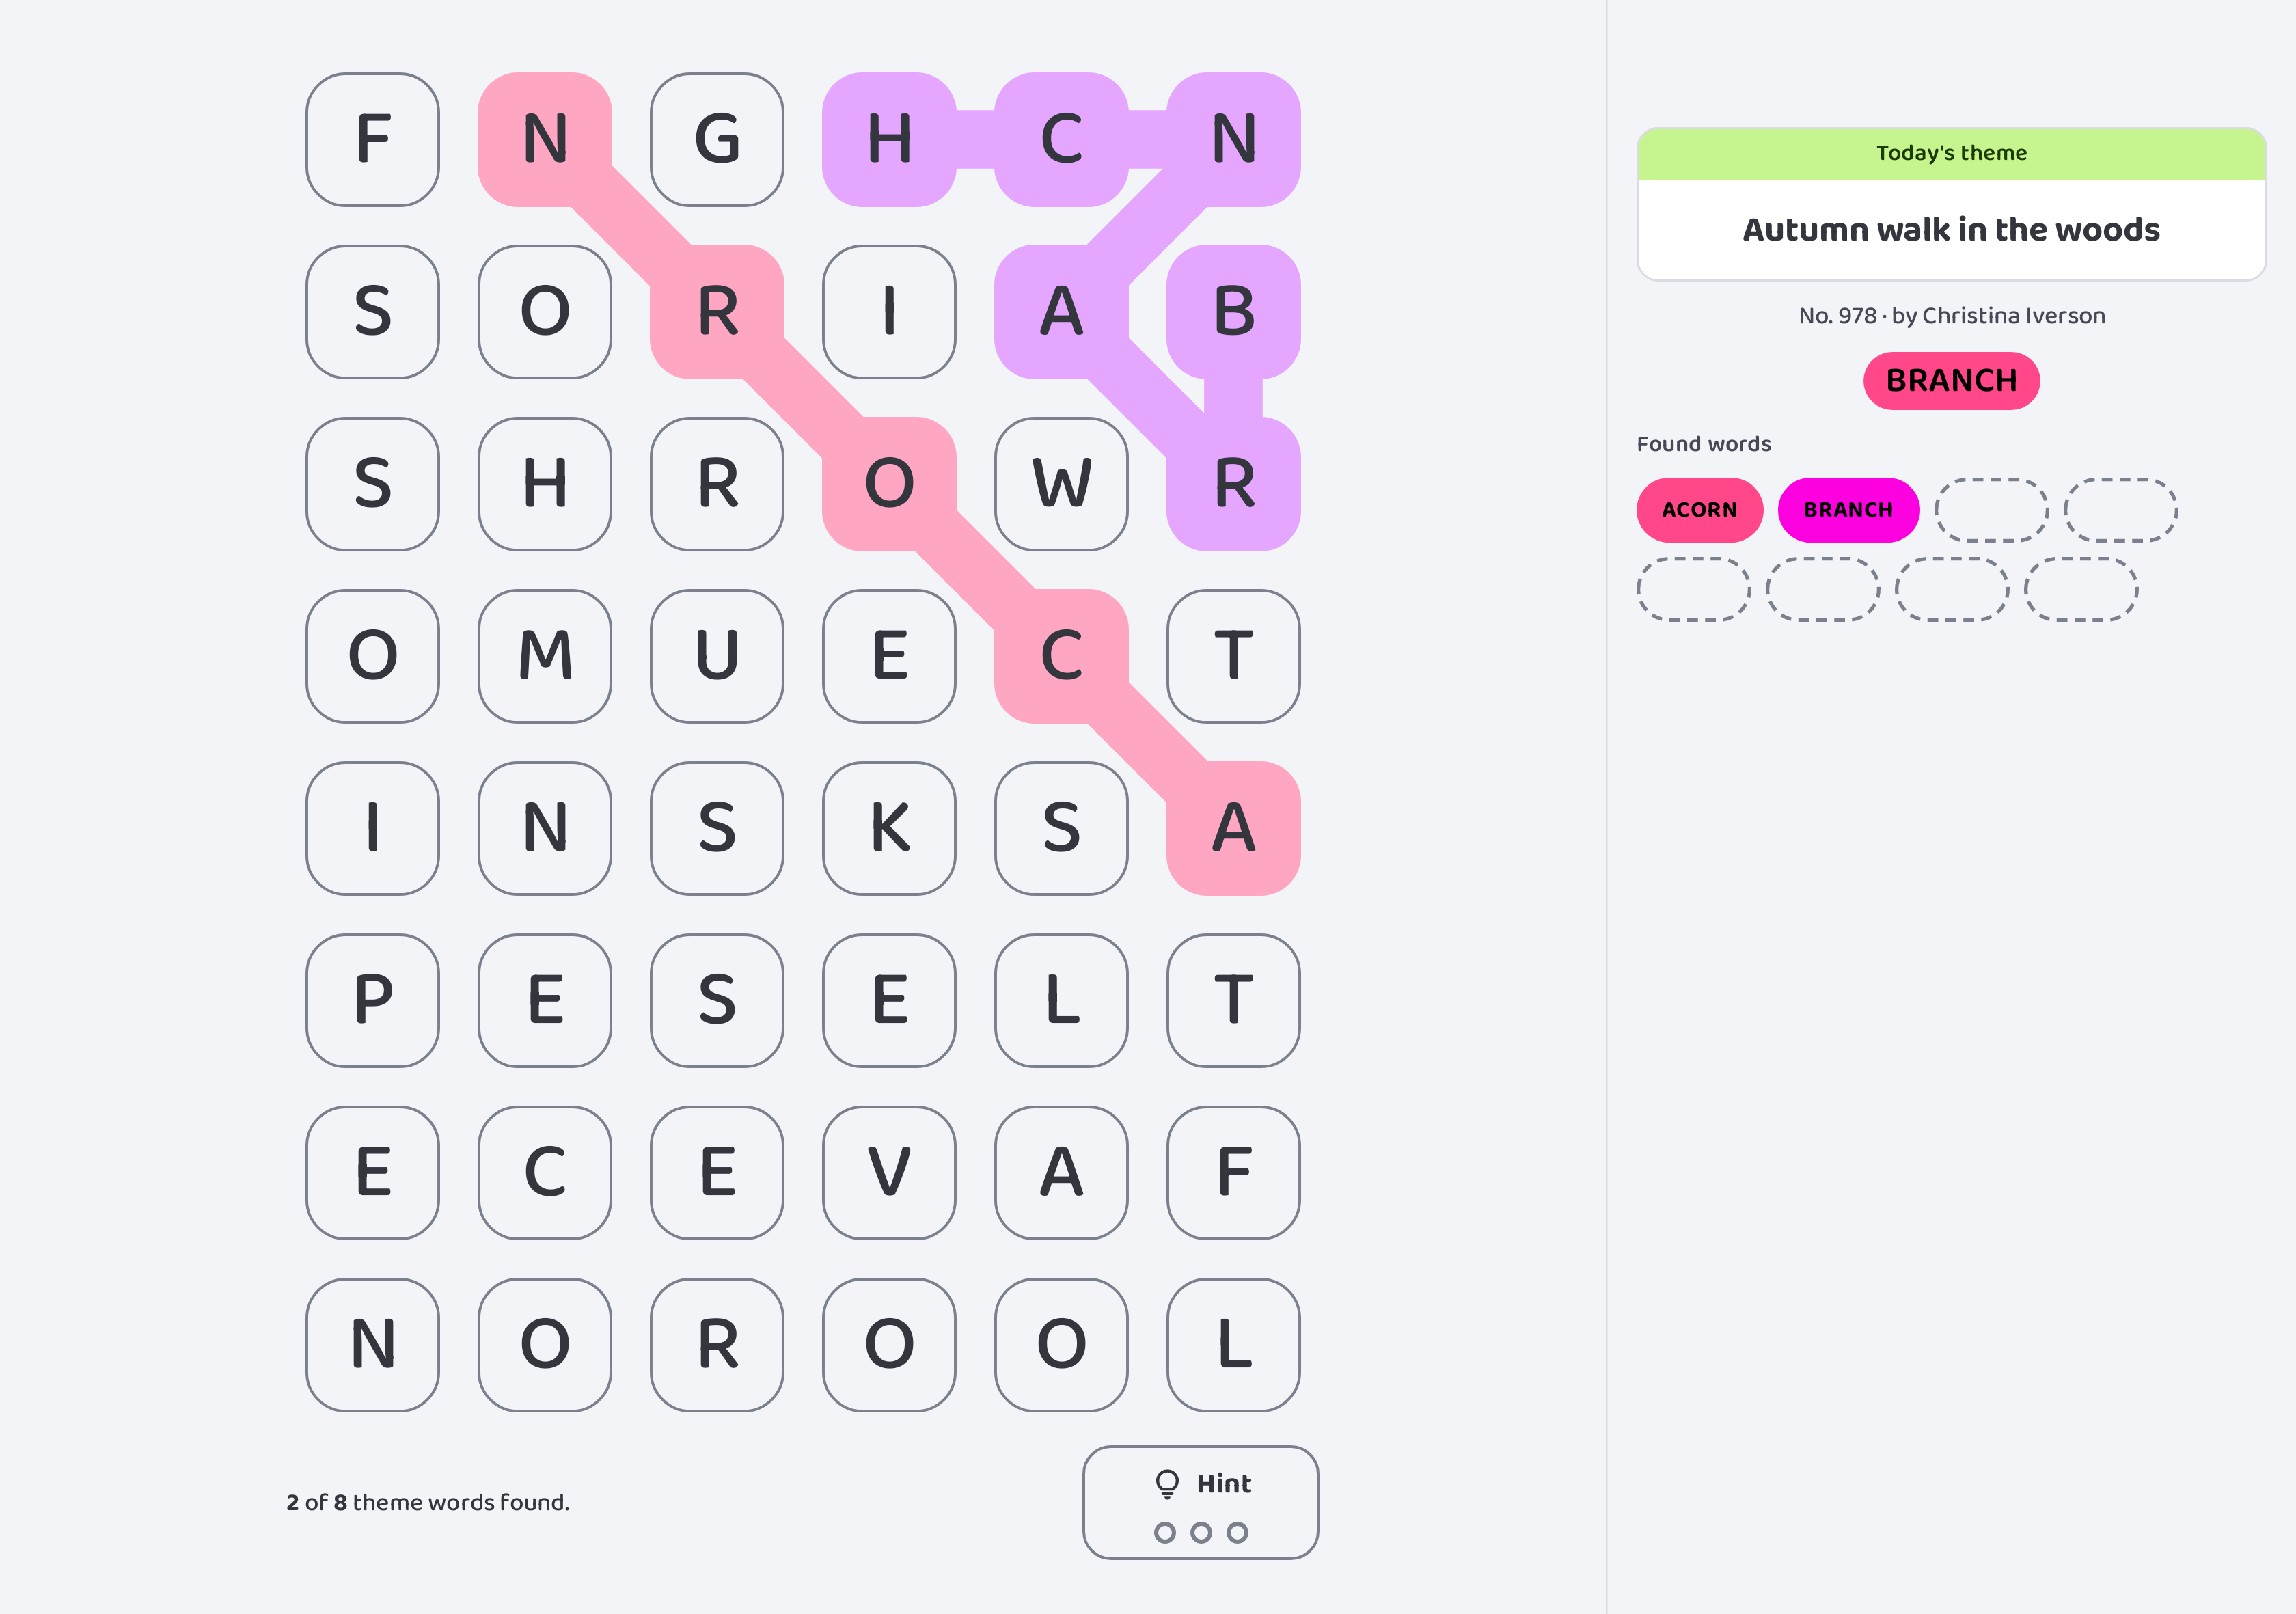 F N G H C N
S O R I A B
S H R O W R
O M U E C T
I N S K S A
P E S E L T
E C E V A F
N O R O O L
2 of 8 theme words found.
Hint
Today's theme
Autumn walk in the woods
No. 978 · by Christina Iverson
BRANCH
Found words
ACORN BRANCH